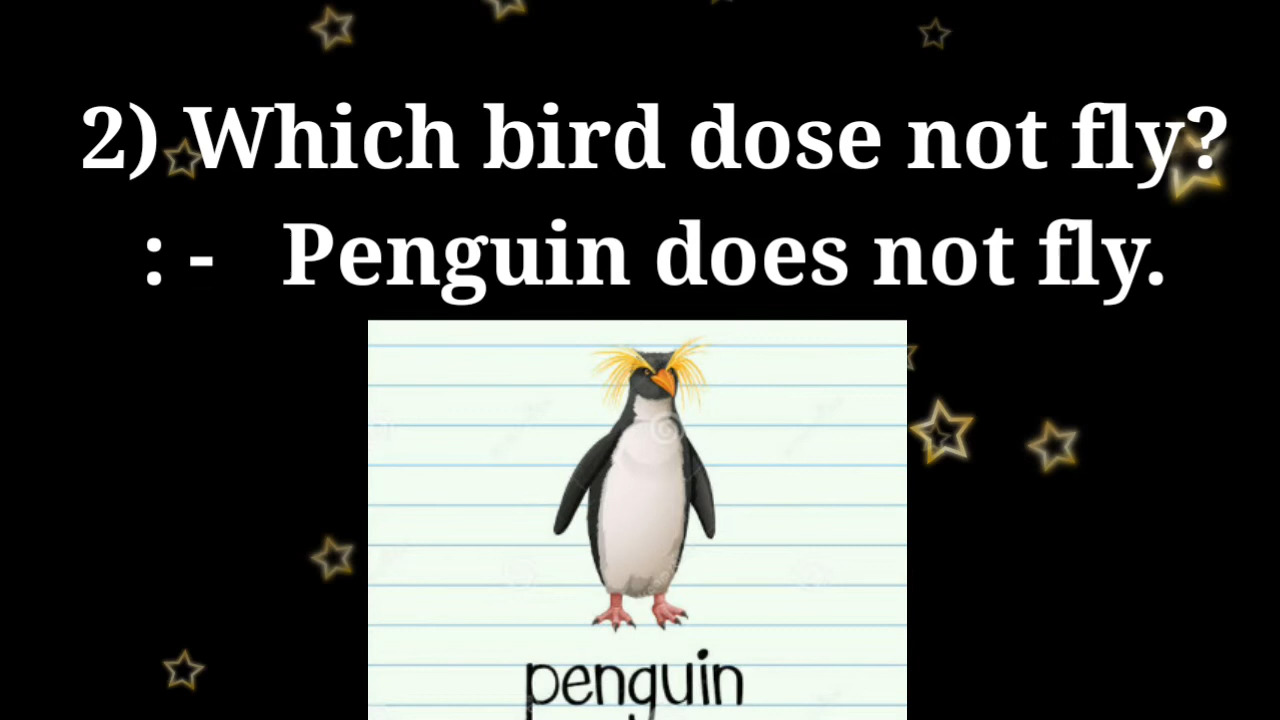 2) Which bird dose not fly?
: - Penguin does not fly.
penguin